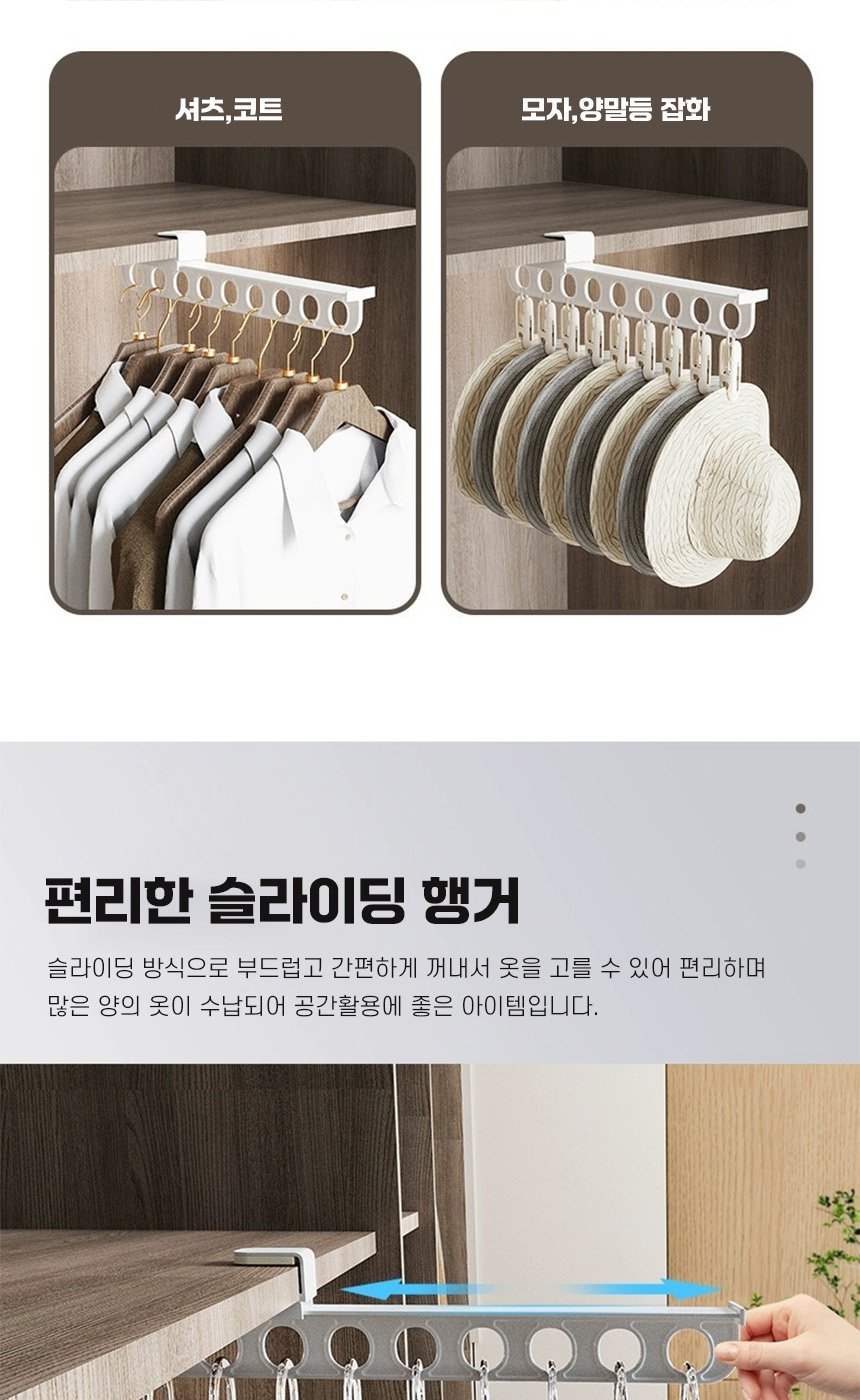 셔츠,코트
모자,양말등 잡화
편리한 슬라이딩 행거
슬라이딩 방식으로 부드럽고 간편하게 꺼내서 옷을 고를 수 있어 편리하며
많은 양의 옷이 수납되어 공간활용에 좋은 아이템입니다.